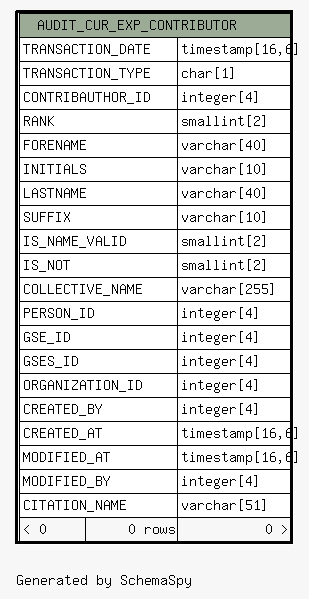 AUDIT_CUR_EXP_CONTRIBUTOR
TRANSACTION_DATE timestamp[16,6]
TRANSACTION_TYPE char[1]
CONTRIBAUTHOR_ID integer[4]
RANK smallint[2]
FORENAME varchar[40]
INITIALS varchar[10]
LASTNAME varchar[40]
SUFFIX varchar[10]
IS_NAME_VALID smallint[2]
IS_NOT smallint[2]
COLLECTIVE_NAME varchar[255]
PERSON_ID integer[4]
GSE_ID integer[4]
GSES_ID integer[4]
ORGANIZATION_ID integer[4]
CREATED_BY integer[4]
CREATED_AT timestamp[16,6]
MODIFIED_AT timestamp[16,6]
MODIFIED_BY integer[4]
CITATION_NAME varchar[51]
< 0 0 rows 0 >
Generated by SchemaSpy